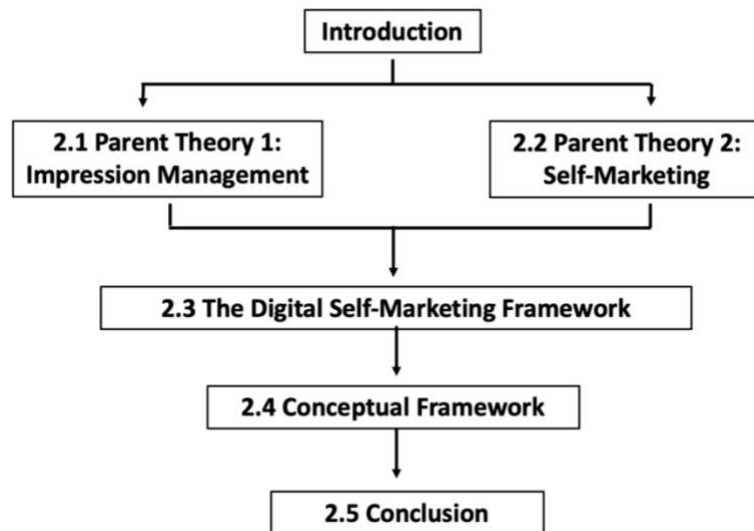 Introduction
2.1 Parent Theory 1:
Impression Management
2.2 Parent Theory 2:
Self-Marketing
2.3 The Digital Self-Marketing Framework
2.4 Conceptual Framework
2.5 Conclusion